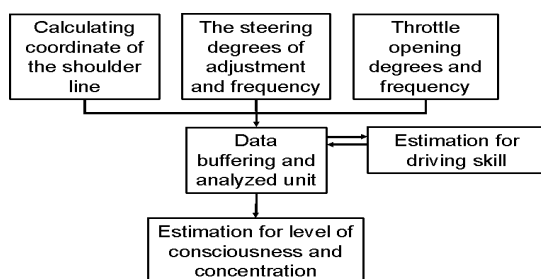 Calculating
coordinate of
the shoulder
line
The steering
degrees of
adjustment
and frequency
Throttle
opening
degrees and
frequency
Data
buffering and
analyzed unit
Estimation for
driving skill
Estimation for level of
consciousness and
concentration